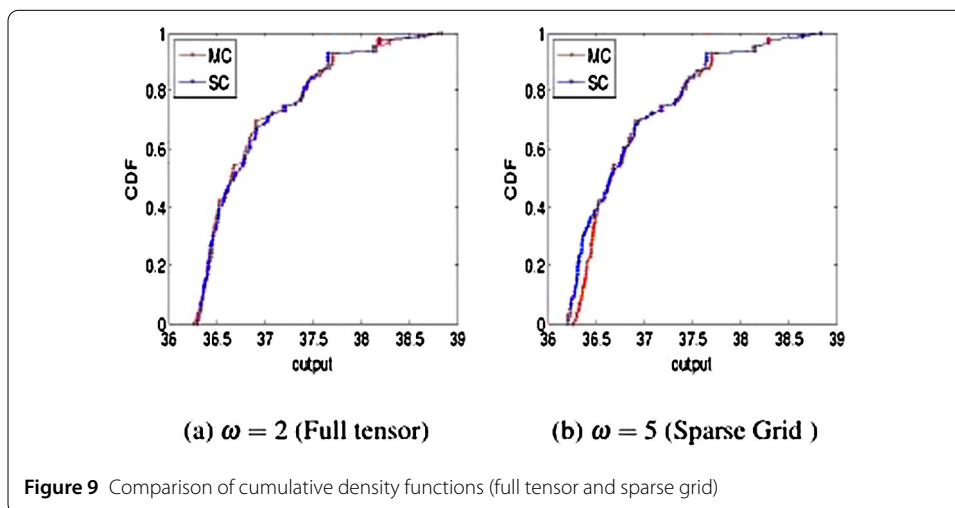 1
0.8
0.6
0.4
0.2
0
CDF
MC
SC
36 36.5 37 37.5 38 38.5 39
cutput
1
0.8
0.6
0.4
0.2
0
CDF
MC
SC
36 36.5 37 37.5 38 38.5 39
cutput
(a) ω = 2 (Full tensor)
(b) ω = 5 (Sparse Grid )
Figure 9 Comparison of cumulative density functions (full tensor and sparse grid)